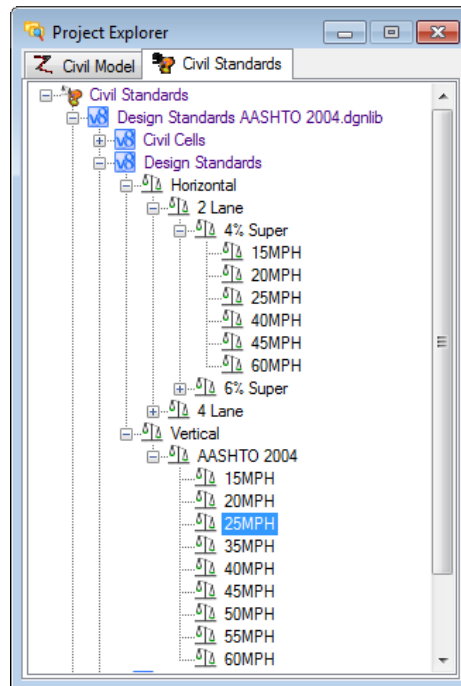 Project Explorer
Civil Model Civil Standards
Civil Standards
Design Standards AASHTO 2004.dgnlib
Civil Cells
Design Standards
Horizontal
2 Lane
4% Super
15MPH
20MPH
25MPH
40MPH
45MPH
60MPH
6% Super
4 Lane
Vertical
AASHTO 2004
15MPH
20MPH
25MPH
35MPH
40MPH
45MPH
50MPH
55MPH
60MPH